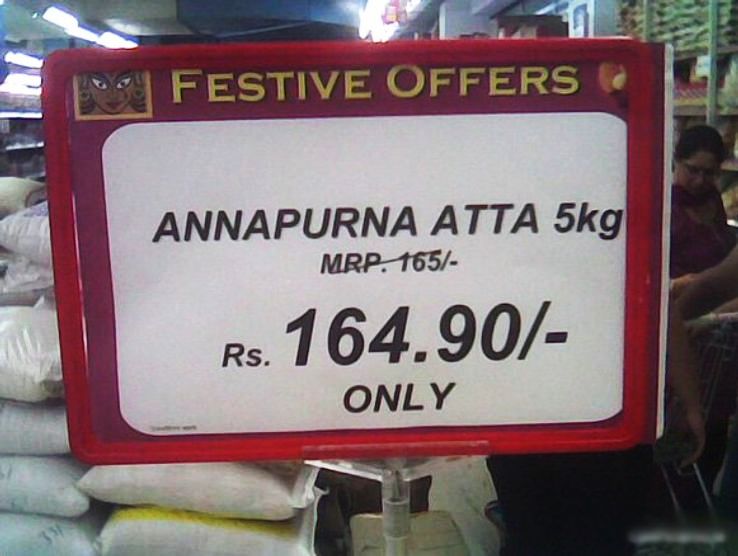 FESTIVE OFFERS
ANNAPURNA ATTA 5kg
MRP. 165/-
Rs. 164.90/-
ONLY